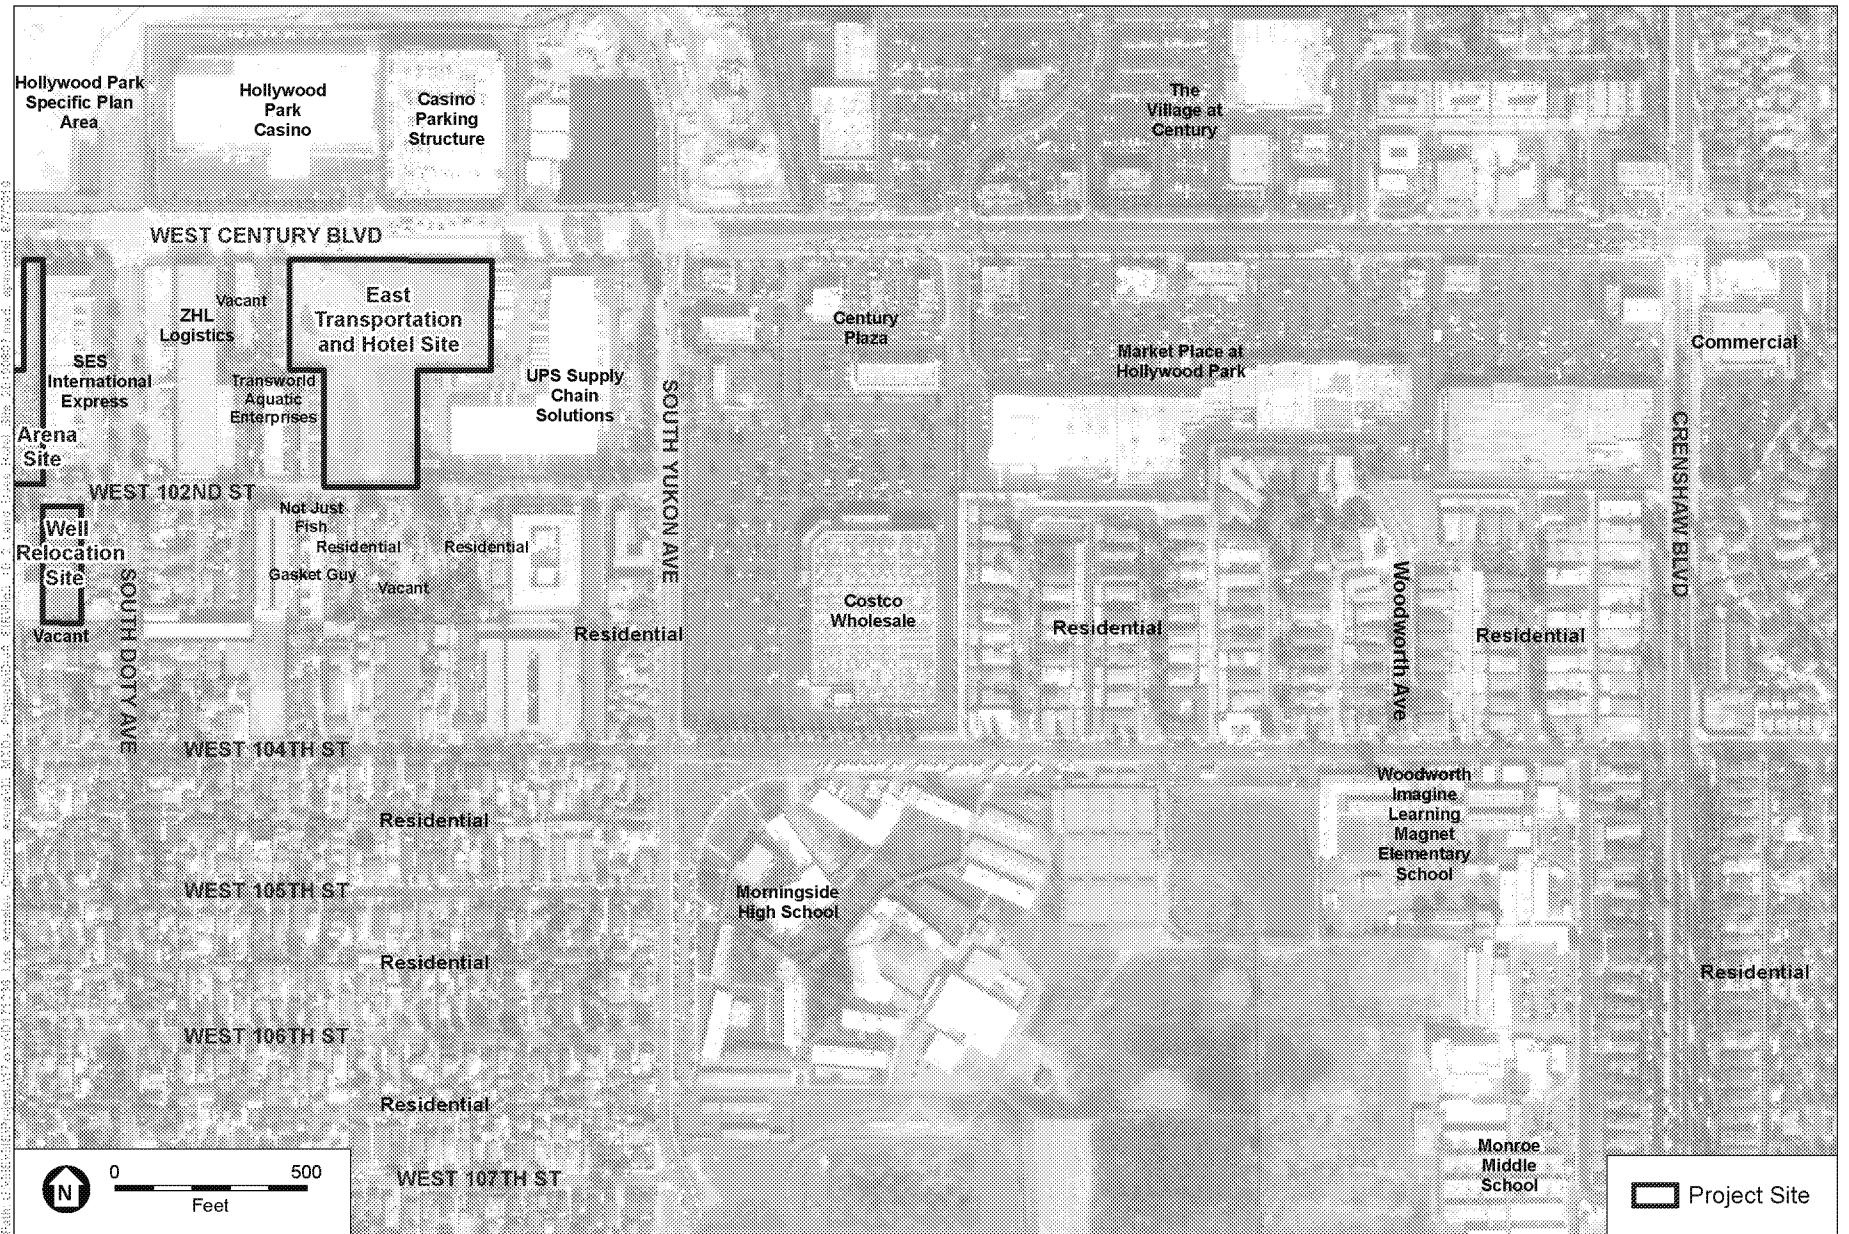 Hollywood Park
Specific Plan
Area
Hollywood
Park
Casino
Casino
Parking
Structure
The
Village at
Century
WEST CENTURY BLVD
East
Transportation
and Hotel Site
Vacant
ZHL
Logistics
SES
International
Express
Transworld
Aquatic
Enterprises
UPS Supply
Chain
Solutions
Century
Plaza
Market Place at
Hollywood Park
Commercial
Arena
Site
SOUTH YUKON AVE
CRENSHAW BLVD
WEST 102ND ST
Well
Relocation
Site
Vacant
SOUTH DOTY AVE
Not Just
Fish
Residential
Residential
Gasket Guy
Vacant
Residential
Costco
Wholesale
Residential
Woodworth Ave
Residential
WEST 104TH ST
Residential
Woodworth
Imagine
Learning
Magnet
Elementary
School
WEST 105TH ST
Morningside
High School
Residential
Residential
WEST 106TH ST
Residential
Monroe
Middle
School
WEST 107TH ST
N
0 500
Feet
Project Site